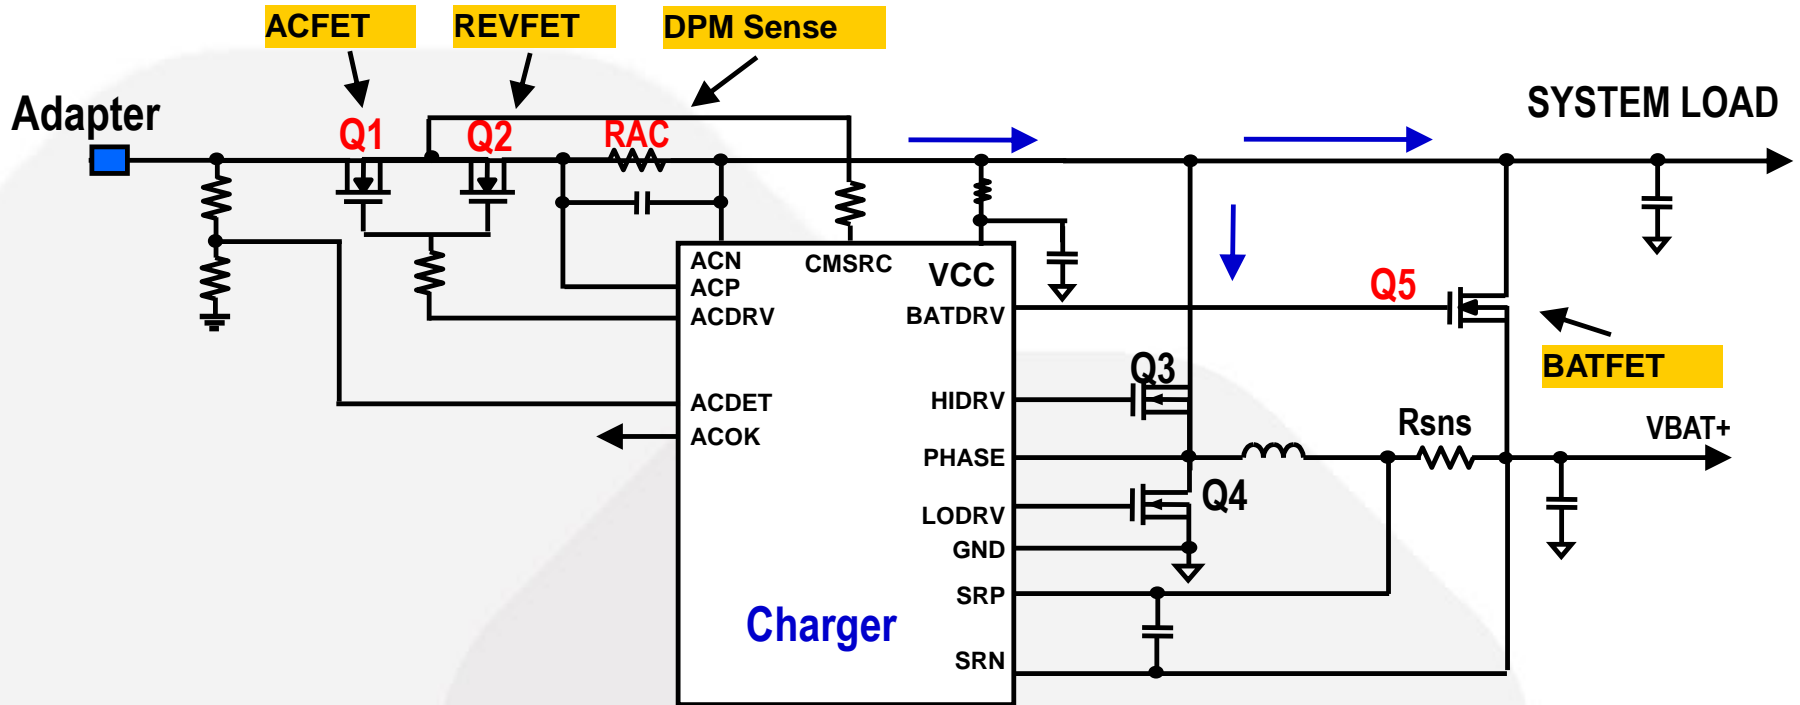 ACFET
REVFET
DPM Sense
Adapter
SYSTEM LOAD
Q1
Q2
RAC
ACN
CMSRC
VCC
ACP
ACDRV
BATDRV
Q5
BATFET
Q3
ACDET
HIDRV
ACOK
Rsns
VBAT+
PHASE
Q4
LODRV
GND
SRP
Charger
SRN